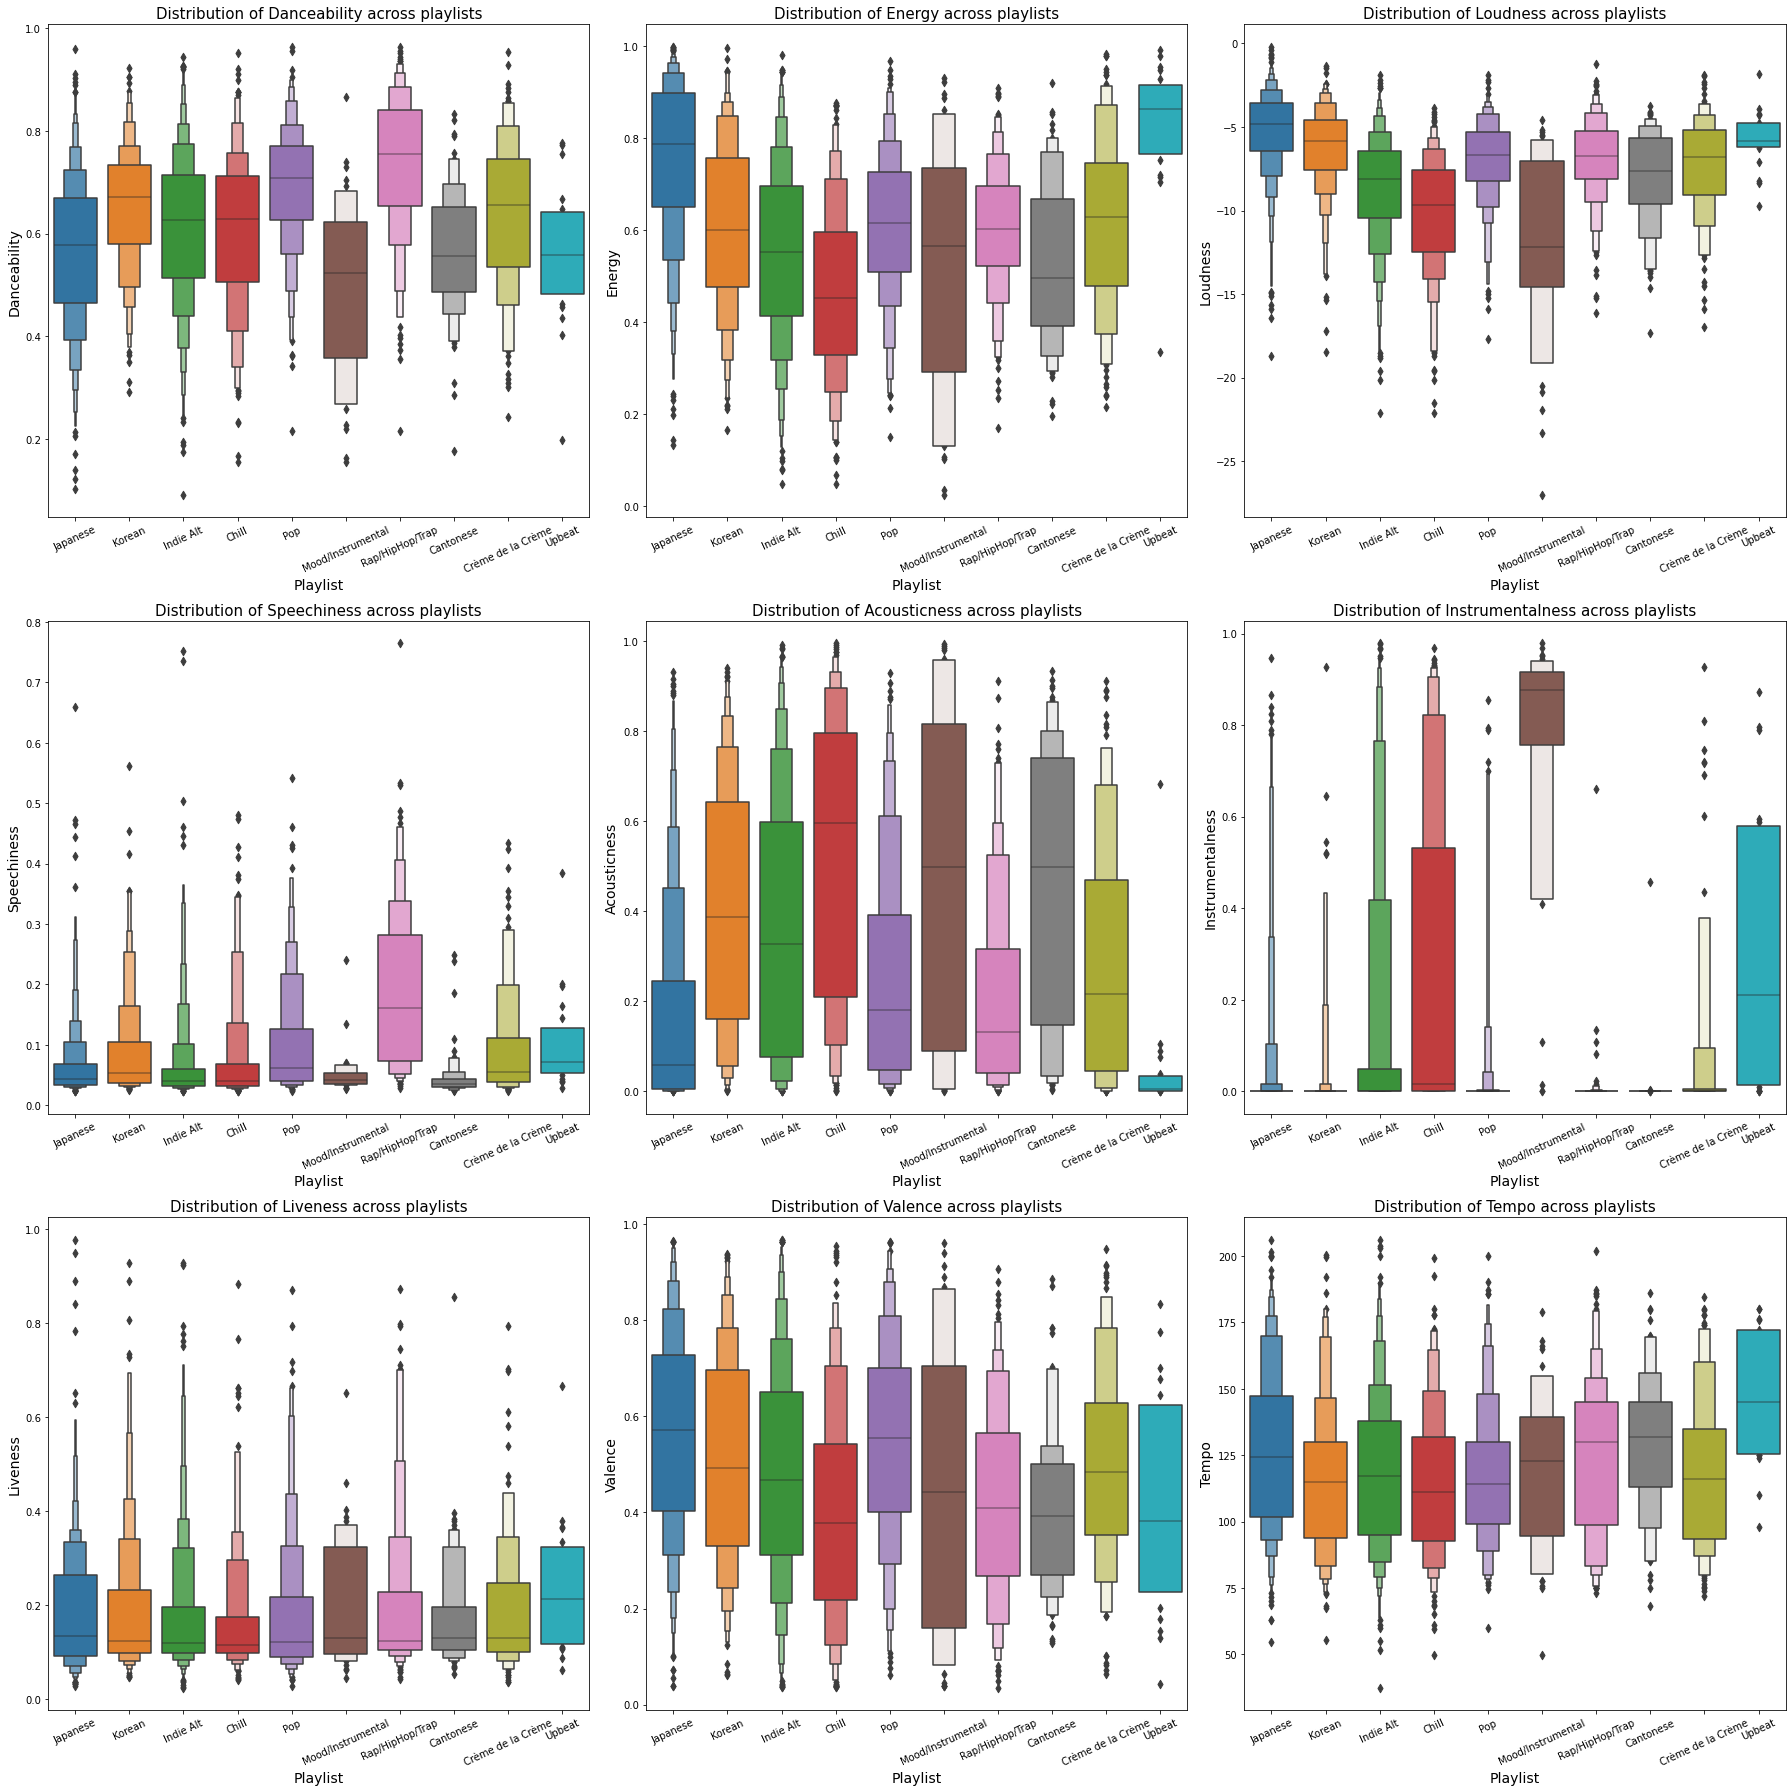 Distribution of Danceability across playlists
Danceability
1.0
0.8
0.6
0.4
0.2
Japanese
Korean
Indie Alt
Chill
Pop
Mood/Instrumental
Rap/HipHop/Trap
Cantonese
Crème de la Crème
Upbeat
Playlist
Distribution of Energy across playlists
Energy
1.0
0.8
0.6
0.4
0.2
0.0
Japanese
Korean
Indie Alt
Chill
Pop
Mood/Instrumental
Rap/HipHop/Trap
Cantonese
Crème de la Crème
Upbeat
Playlist
Distribution of Loudness across playlists
Loudness
0
−5
−10
−15
−20
−25
Japanese
Korean
Indie Alt
Chill
Pop
Mood/Instrumental
Rap/HipHop/Trap
Cantonese
Crème de la Crème
Upbeat
Playlist
Distribution of Speechiness across playlists
Speechiness
0.8
0.7
0.6
0.5
0.4
0.3
0.2
0.1
0.0
Japanese
Korean
Indie Alt
Chill
Pop
Mood/Instrumental
Rap/HipHop/Trap
Cantonese
Crème de la Crème
Upbeat
Playlist
Distribution of Acousticness across playlists
Acousticness
1.0
0.8
0.6
0.4
0.2
0.0
Japanese
Korean
Indie Alt
Chill
Pop
Mood/Instrumental
Rap/HipHop/Trap
Cantonese
Crème de la Crème
Upbeat
Playlist
Distribution of Instrumentalness across playlists
Instrumentalness
1.0
0.8
0.6
0.4
0.2
0.0
Japanese
Korean
Indie Alt
Chill
Pop
Mood/Instrumental
Rap/HipHop/Trap
Cantonese
Crème de la Crème
Upbeat
Playlist
Distribution of Liveness across playlists
Liveness
1.0
0.8
0.6
0.4
0.2
0.0
Japanese
Korean
Indie Alt
Chill
Pop
Mood/Instrumental
Rap/HipHop/Trap
Cantonese
Crème de la Crème
Upbeat
Playlist
Distribution of Valence across playlists
Valence
1.0
0.8
0.6
0.4
0.2
0.0
Japanese
Korean
Indie Alt
Chill
Pop
Mood/Instrumental
Rap/HipHop/Trap
Cantonese
Crème de la Crème
Upbeat
Playlist
Distribution of Tempo across playlists
Tempo
200
175
150
125
100
75
50
Japanese
Korean
Indie Alt
Chill
Pop
Mood/Instrumental
Rap/HipHop/Trap
Cantonese
Crème de la Crème
Upbeat
Playlist